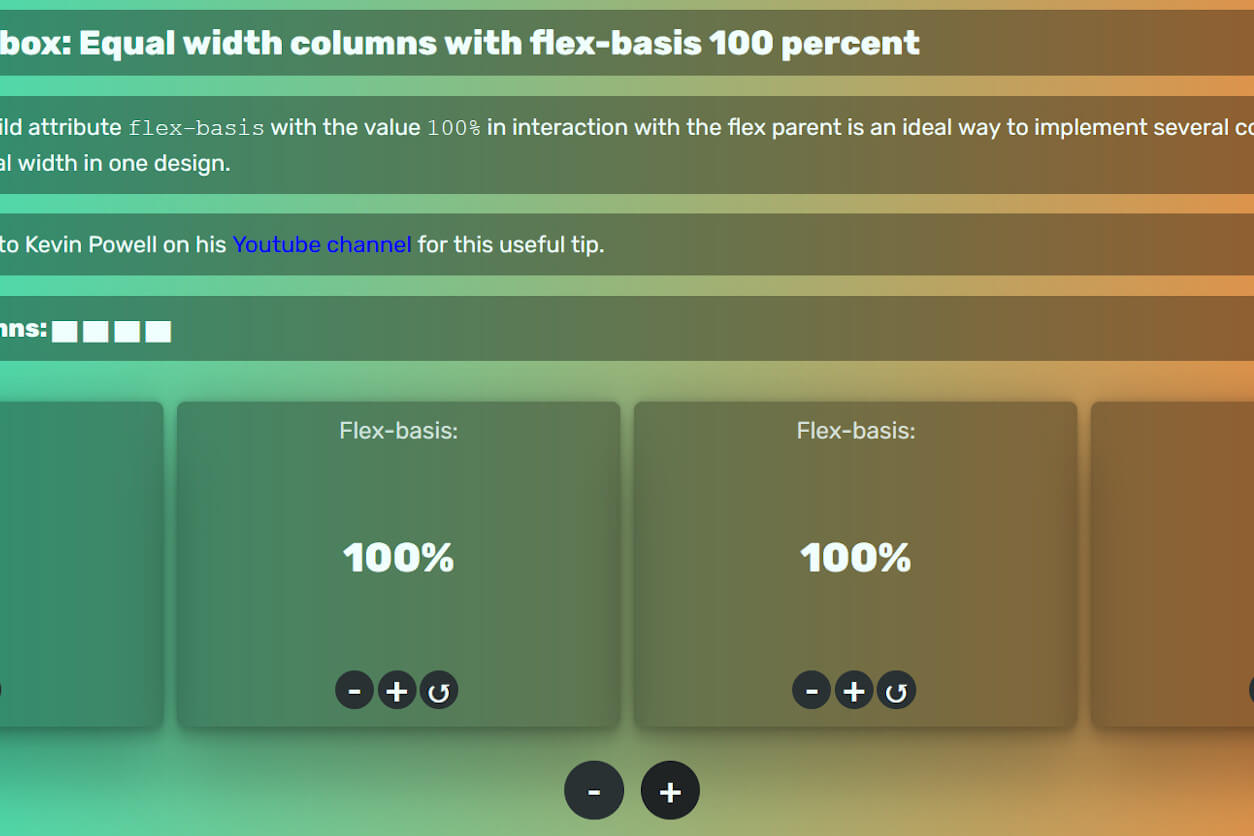 box: Equal width columns with flex-basis 100 percent
ild attribute flex-basis with the value 100% in interaction with the flex parent is an ideal way to implement several co
al width in one design.
to Kevin Powell on his Youtube channel for this useful tip.
nns:
Flex-basis: Flex-basis:
100% 100%
- + ↺ - + ↺
- +